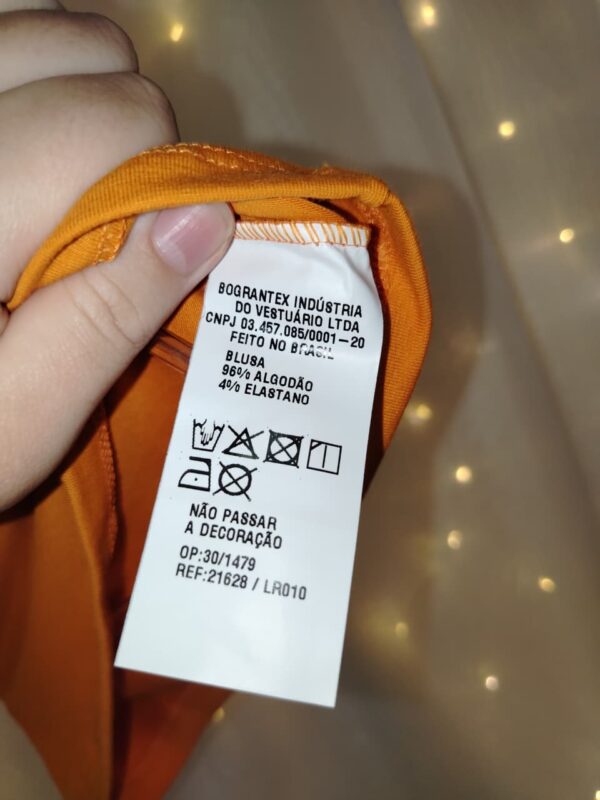 BOGRANTEX INDÚSTRIA
DO VESTUÁRIO LTDA
CNPJ 03.457.085/0001-20
FEITO NO BRASIL
BLUSA
96% ALGODÃO
4% ELASTANO
NÃO PASSAR
A DECORAÇÃO
OP:30/1479
REF:21628 / LR010